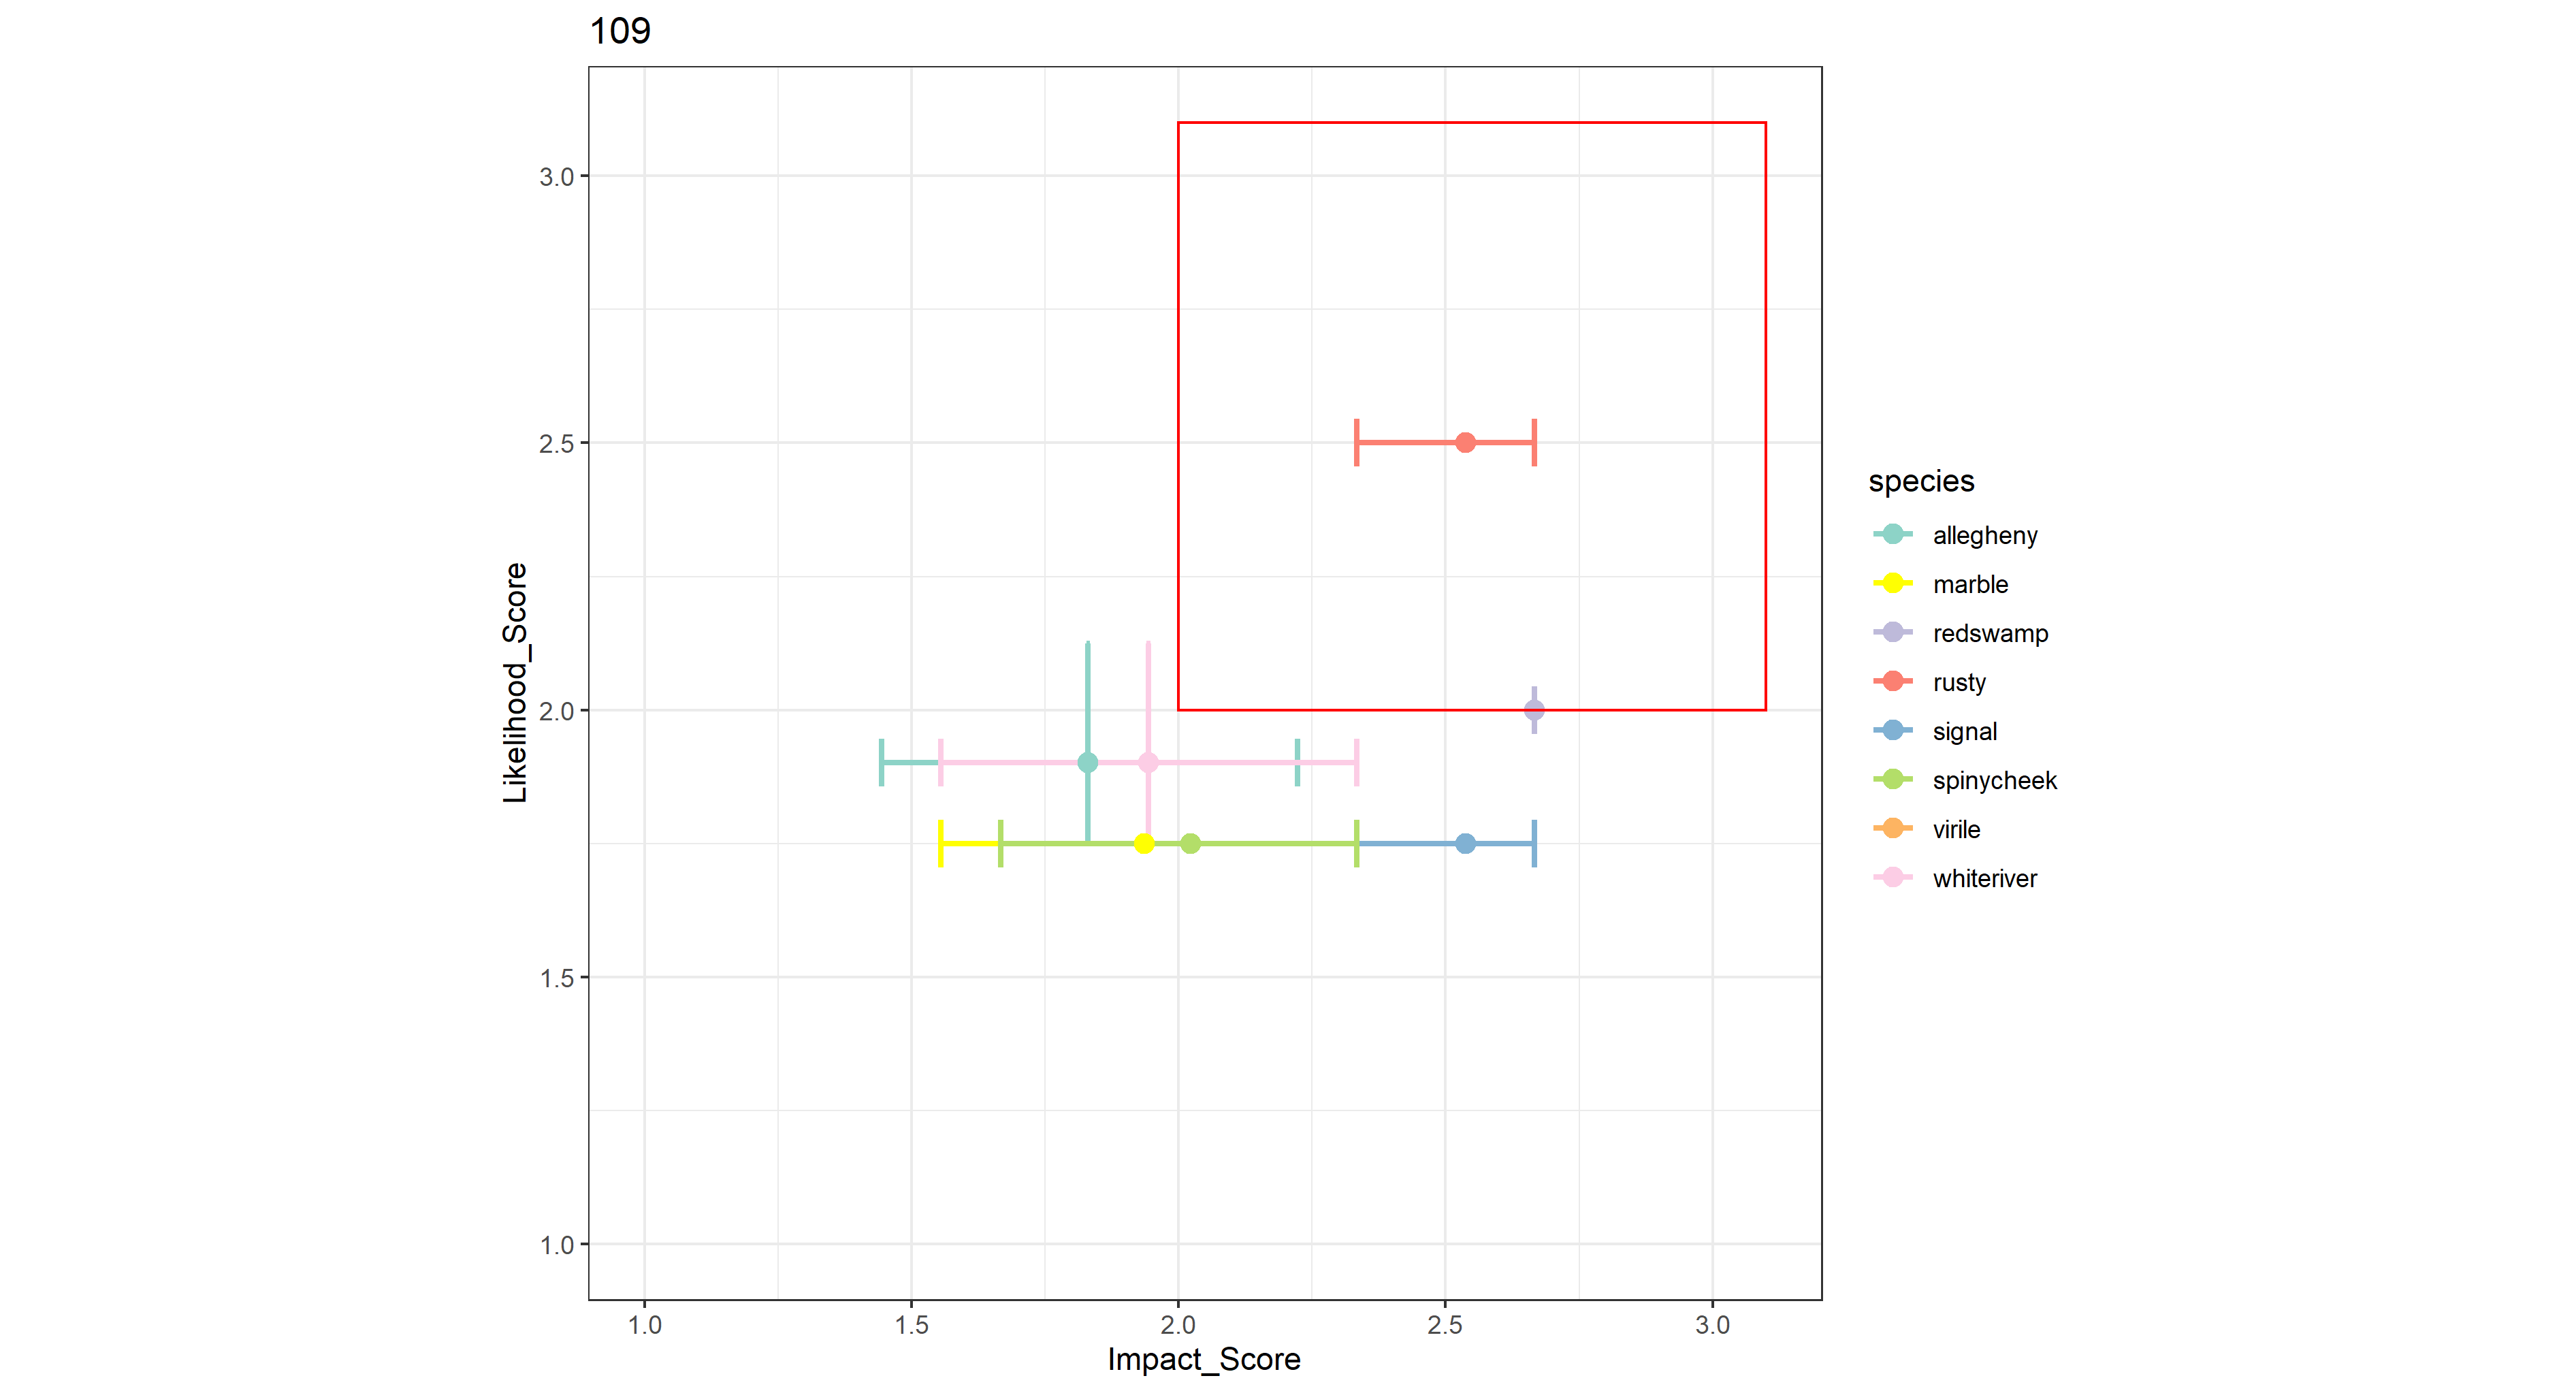 109
Likelihood_Score
3.0
2.5
2.0
1.5
1.0
1.0 1.5 2.0 2.5 3.0
Impact_Score
species
allegheny
marble
redswamp
rusty
signal
spinycheek
virile
whiteriver